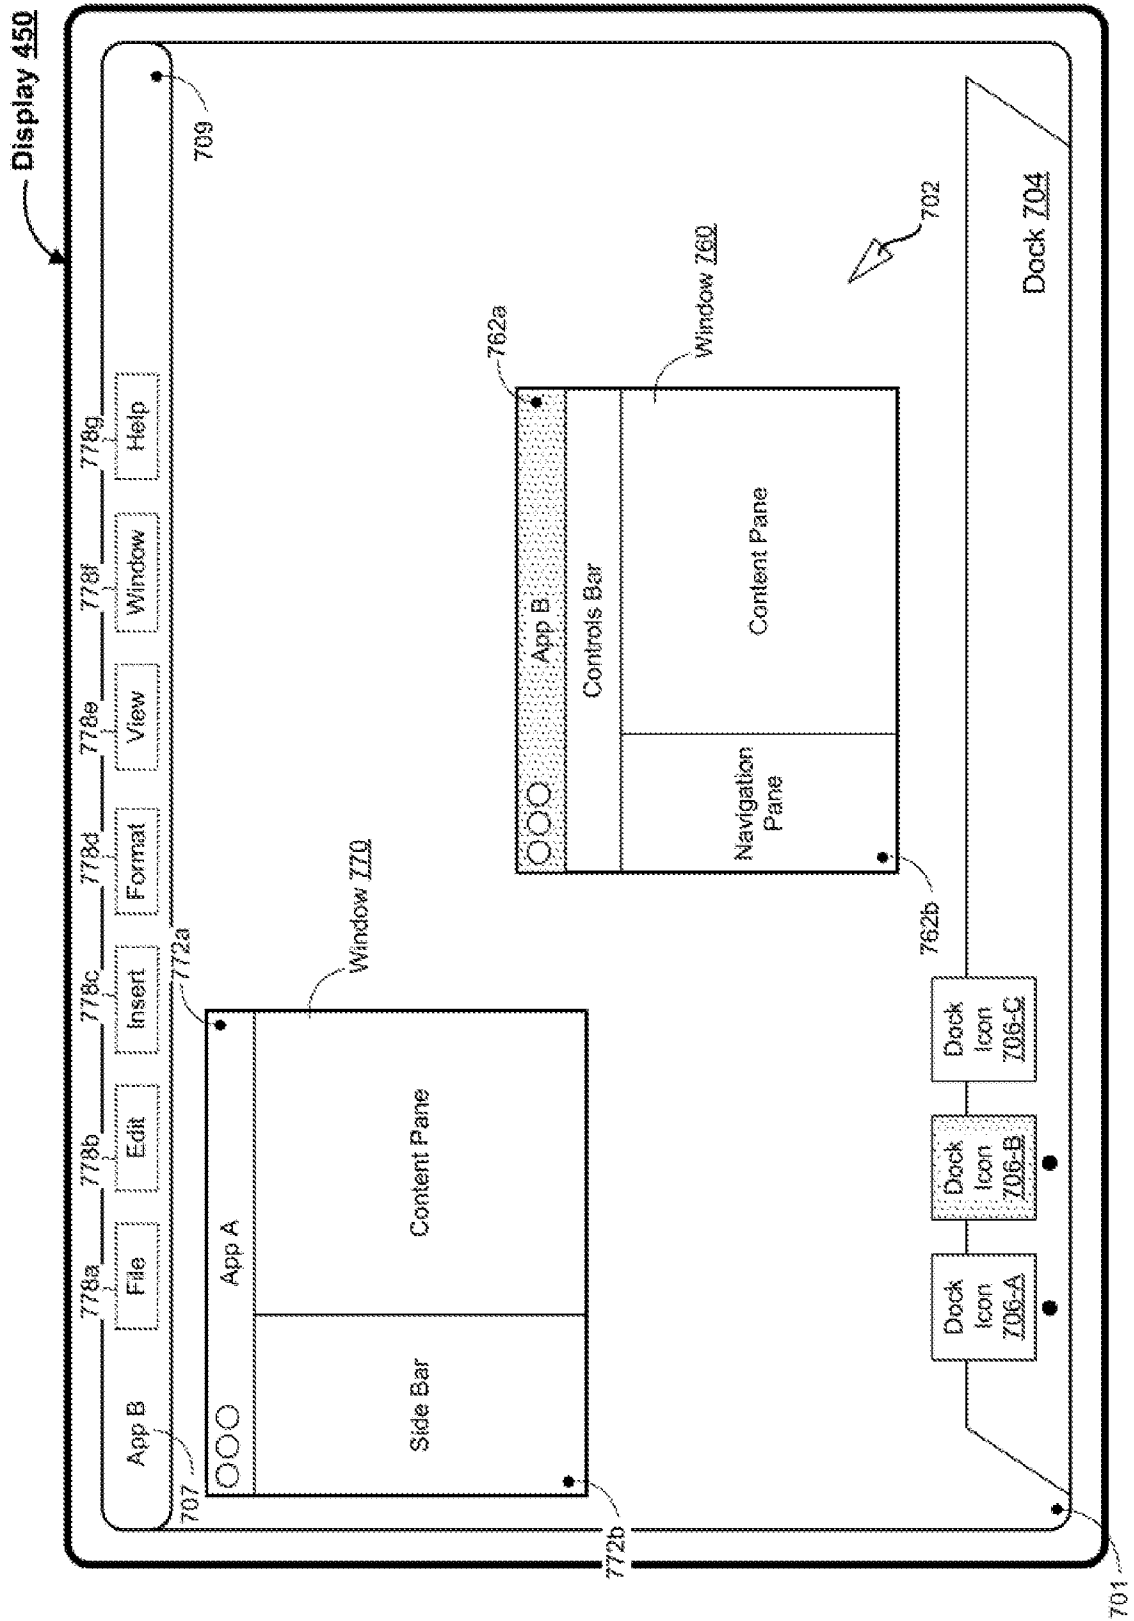 Display 450
778a
778b
778c
778d
778e
778f
778g
App B
File
Edit
Insert
Format
View
Window
Help
707
709
772a
App A
Side Bar
Content Pane
Window 770
772b
762a
App B
Controls Bar
Navigation
Pane
Content Pane
Window 760
762b
702
Dock
Icon
706-A
Dock
Icon
706-B
Dock
Icon
706-C
Dock 704
701